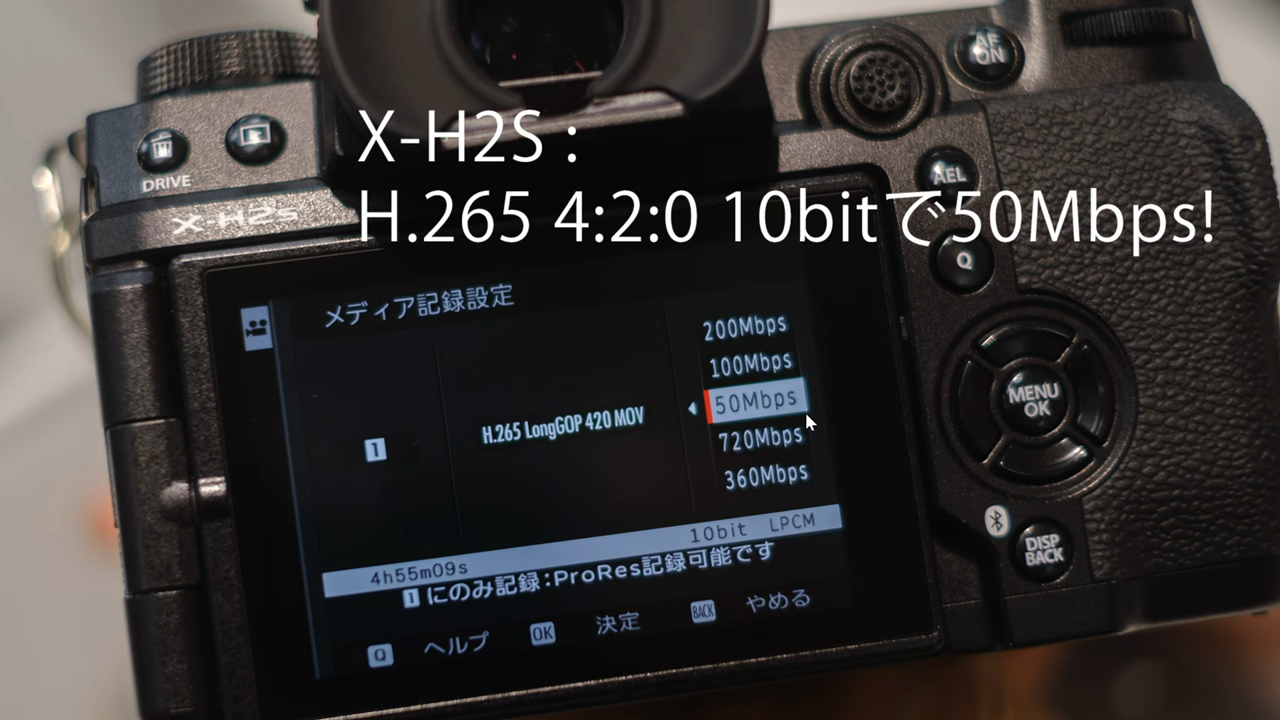 X-H2S :
H.265 4:2:0 10bitで50Mbps!
AF ON
DRIVE
X-H2S
AEL
Q
メディア記録設定
200Mbps
100Mbps
50Mbps
720Mbps
360Mbps
1
H.265 LongGOP 420 MOV
MENU OK
10bit LPCM
4h55m09s
1にのみ記録:ProRes記録可能です
Q ヘルプ OK 決定 BACK やめる
DISP BACK